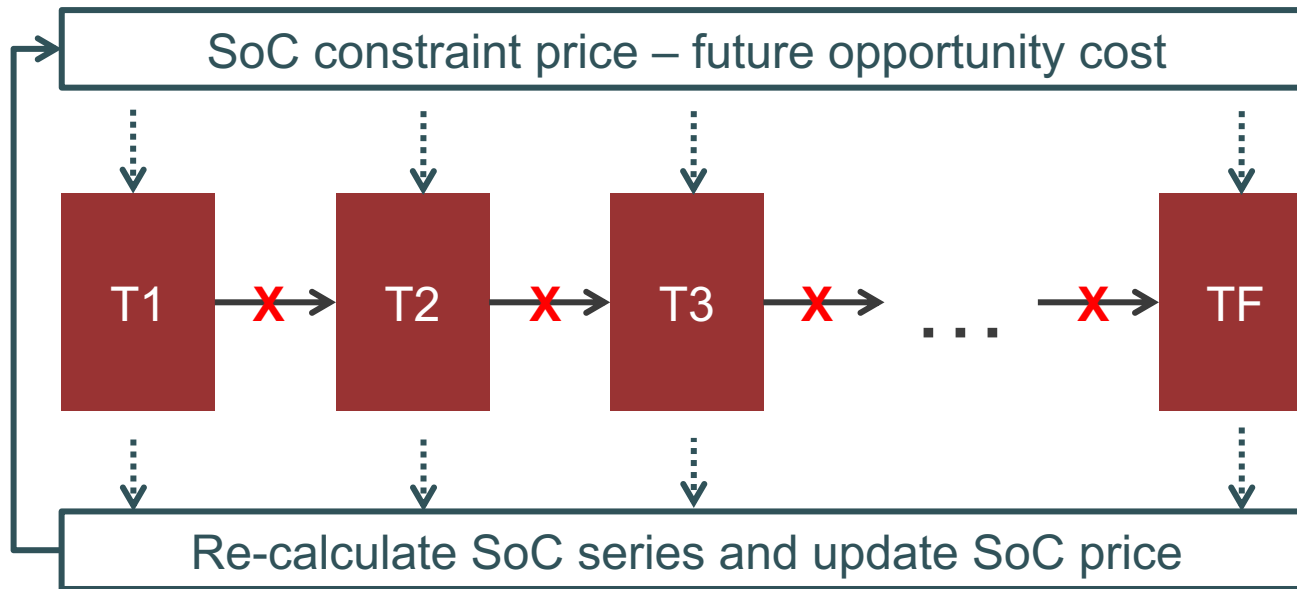 SoC constraint price – future opportunity cost
T1 X T2 X T3 X . . . X TF
Re-calculate SoC series and update SoC price